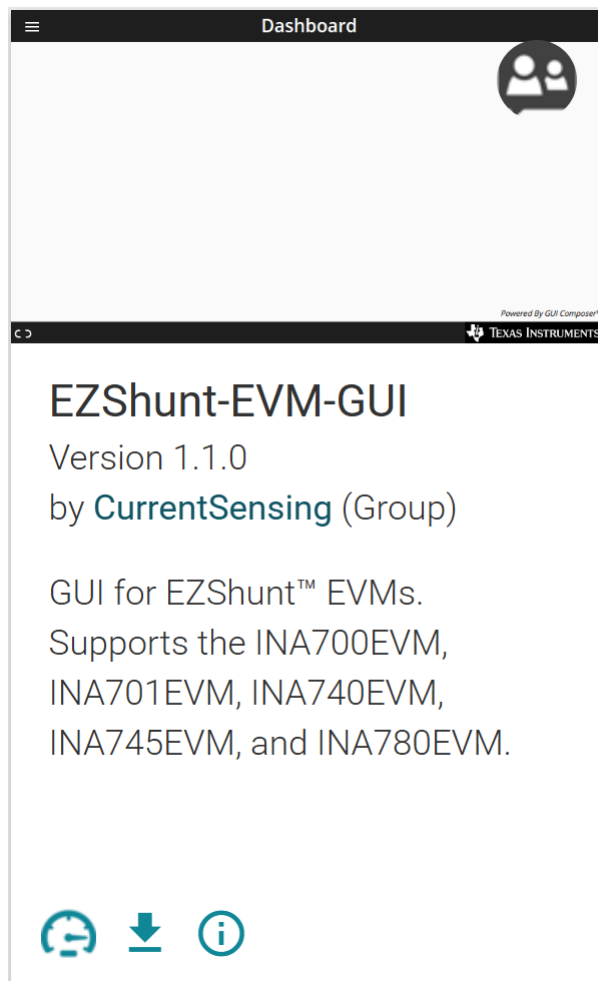 Dashboard
Powered By GUI Composer
TEXAS INSTRUMENTS
EZShunt-EVM-GUI
Version 1.1.0
by CurrentSensing (Group)
GUI for EZShunt™ EVMs.
Supports the INA700EVM,
INA701EVM, INA740EVM,
INA745EVM, and INA780EVM.